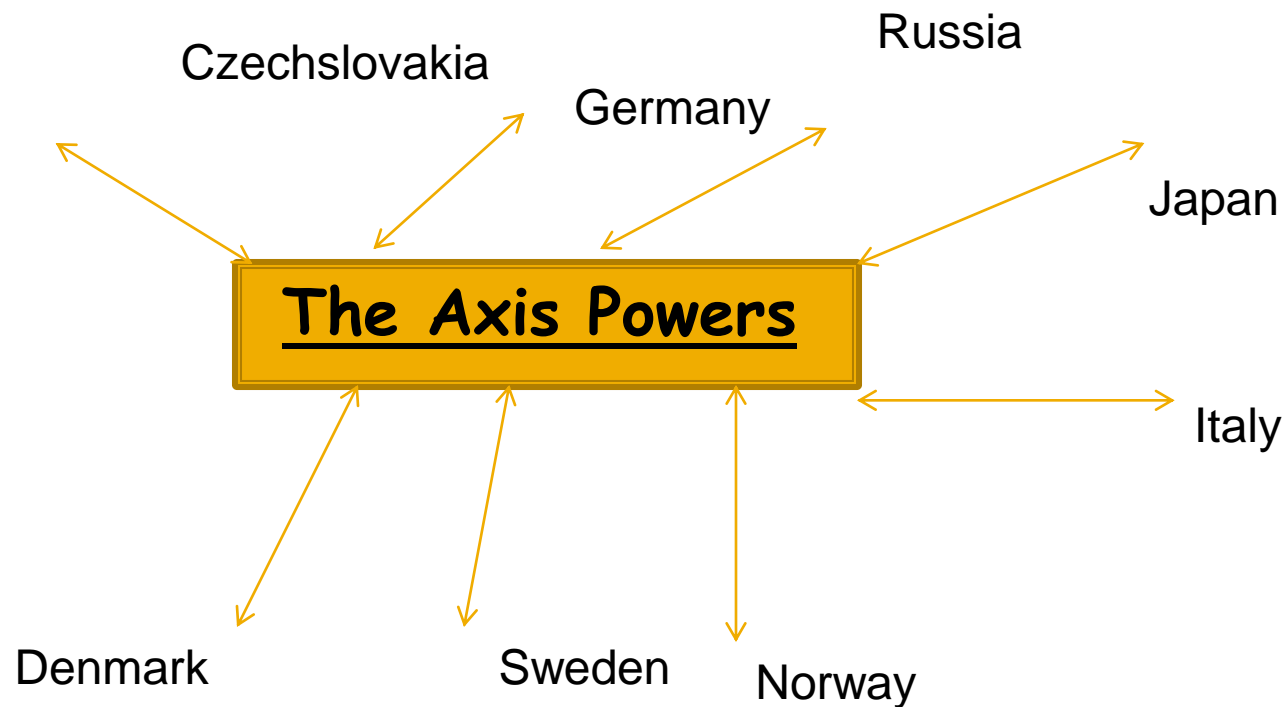 Russia
Czechslovakia
Germany
Japan
The Axis Powers
Italy
Denmark
Sweden
Norway